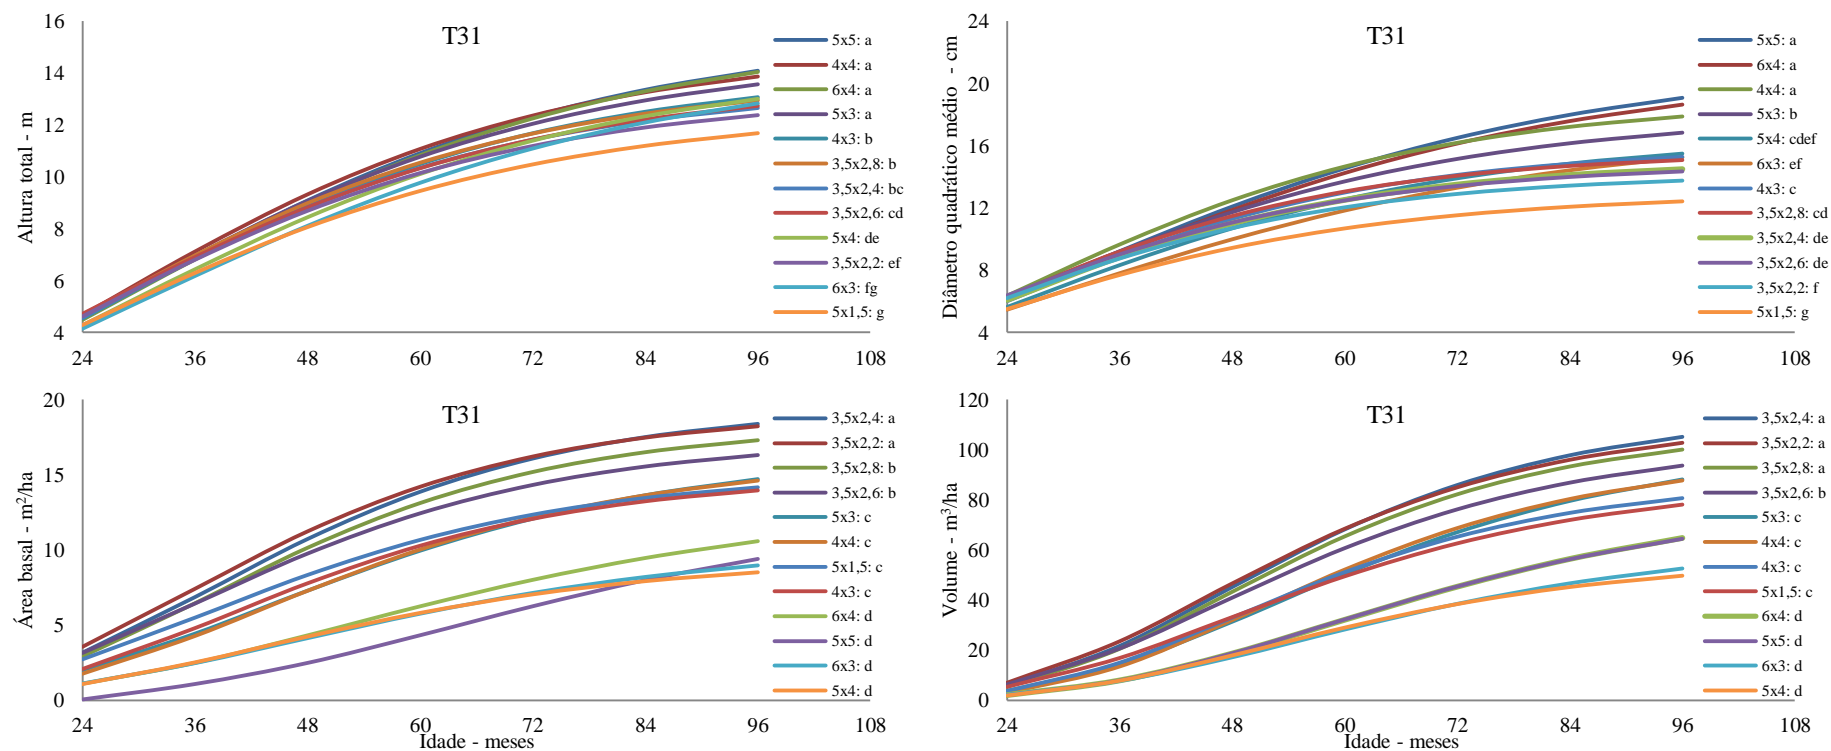 T31
Altura total - m
16
14
12
10
8
6
4
24 36 48 60 72 84 96 108
5x5: a
4x4: a
6x4: a
5x3: a
4x3: b
3,5x2,8: b
3,5x2,4: bc
3,5x2,6: cd
5x4: de
3,5x2,2: ef
6x3: fg
5x1,5: g
T31
Diâmetro quadrático médio - cm
24
20
16
12
8
4
24 36 48 60 72 84 96 108
5x5: a
6x4: a
4x4: a
5x3: b
5x4: cdef
6x3: ef
4x3: c
3,5x2,8: cd
3,5x2,4: de
3,5x2,6: de
3,5x2,2: f
5x1,5: g
T31
Área basal - m²/ha
20
15
10
5
0
24 36 48 60 72 84 96 108
Idade - meses
3,5x2,4: a
3,5x2,2: a
3,5x2,8: b
3,5x2,6: b
5x3: c
4x4: c
5x1,5: c
4x3: c
6x4: d
5x5: d
6x3: d
5x4: d
T31
Volume - m³/ha
120
100
80
60
40
20
0
24 36 48 60 72 84 96 108
Idade - meses
3,5x2,4: a
3,5x2,2: a
3,5x2,8: a
3,5x2,6: b
5x3: c
4x4: c
4x3: c
5x1,5: c
6x4: d
5x5: d
6x3: d
5x4: d